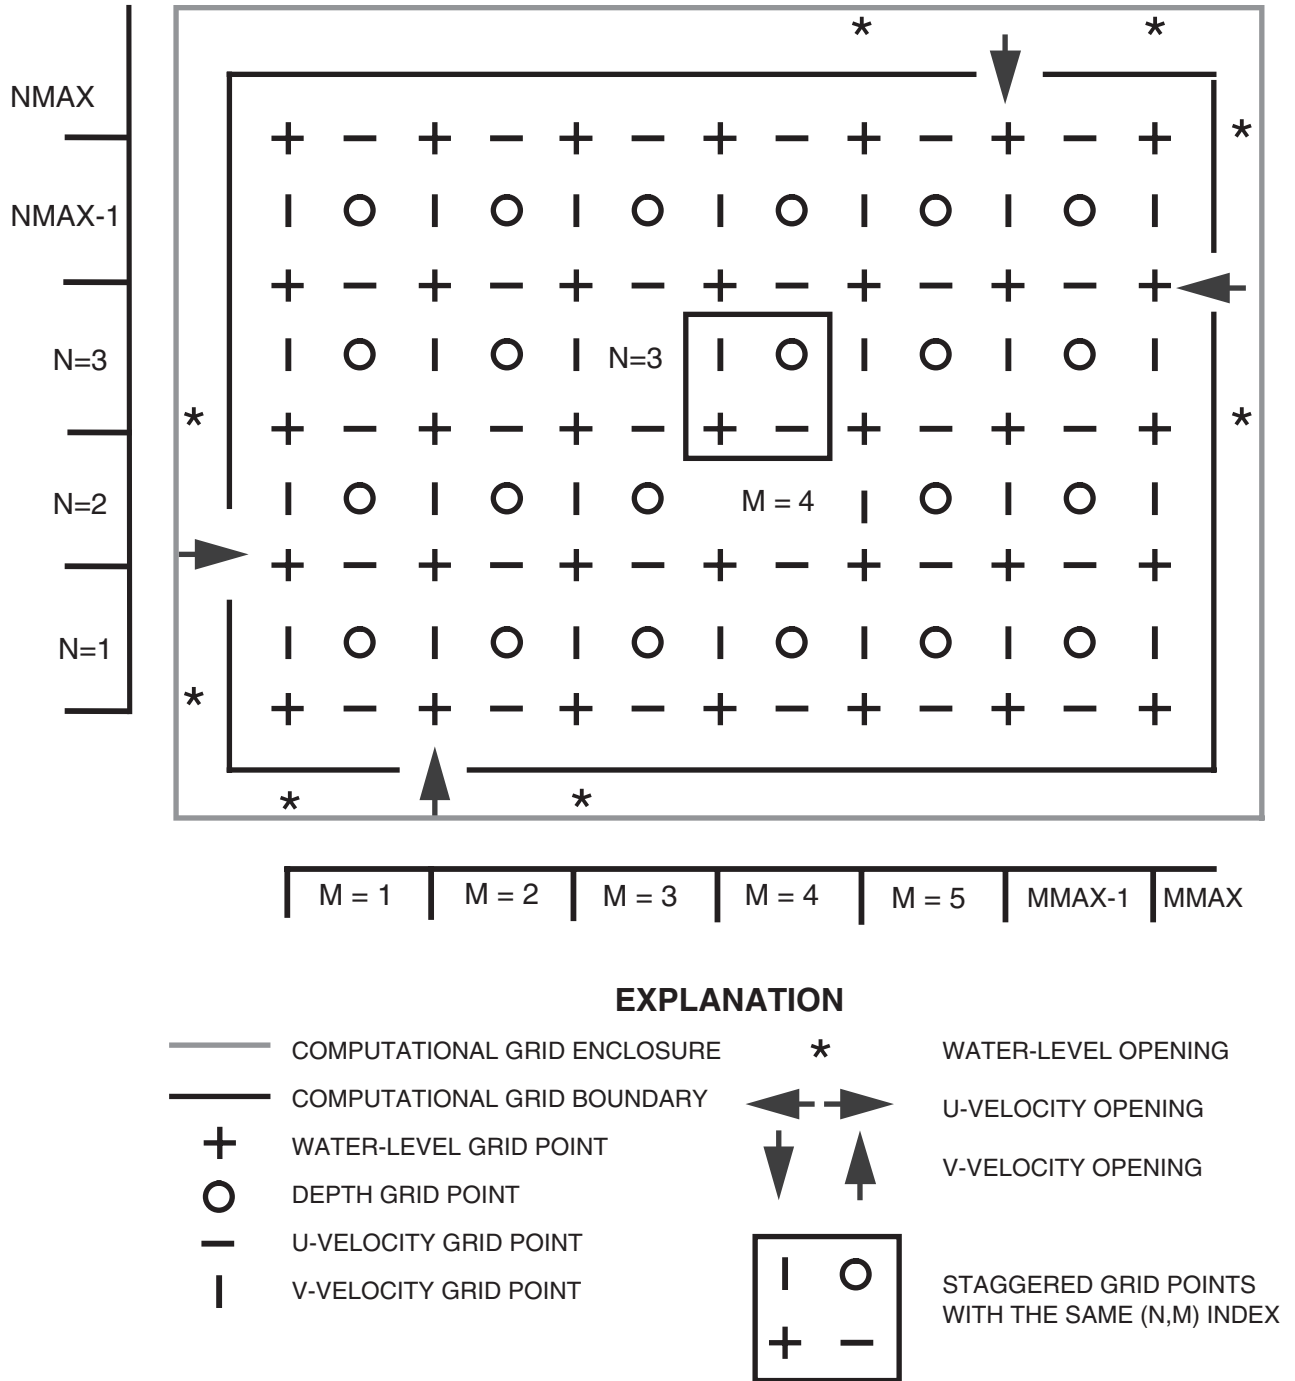 NMAX
NMAX-1
N=3
N=3
N=2
M = 4
N=1
M = 1
M = 2
M = 3
M = 4
M = 5
MMAX-1
MMAX
EXPLANATION
COMPUTATIONAL GRID ENCLOSURE
COMPUTATIONAL GRID BOUNDARY
WATER-LEVEL GRID POINT
DEPTH GRID POINT
U-VELOCITY GRID POINT
V-VELOCITY GRID POINT
WATER-LEVEL OPENING
U-VELOCITY OPENING
V-VELOCITY OPENING
STAGGERED GRID POINTS
WITH THE SAME (N,M) INDEX